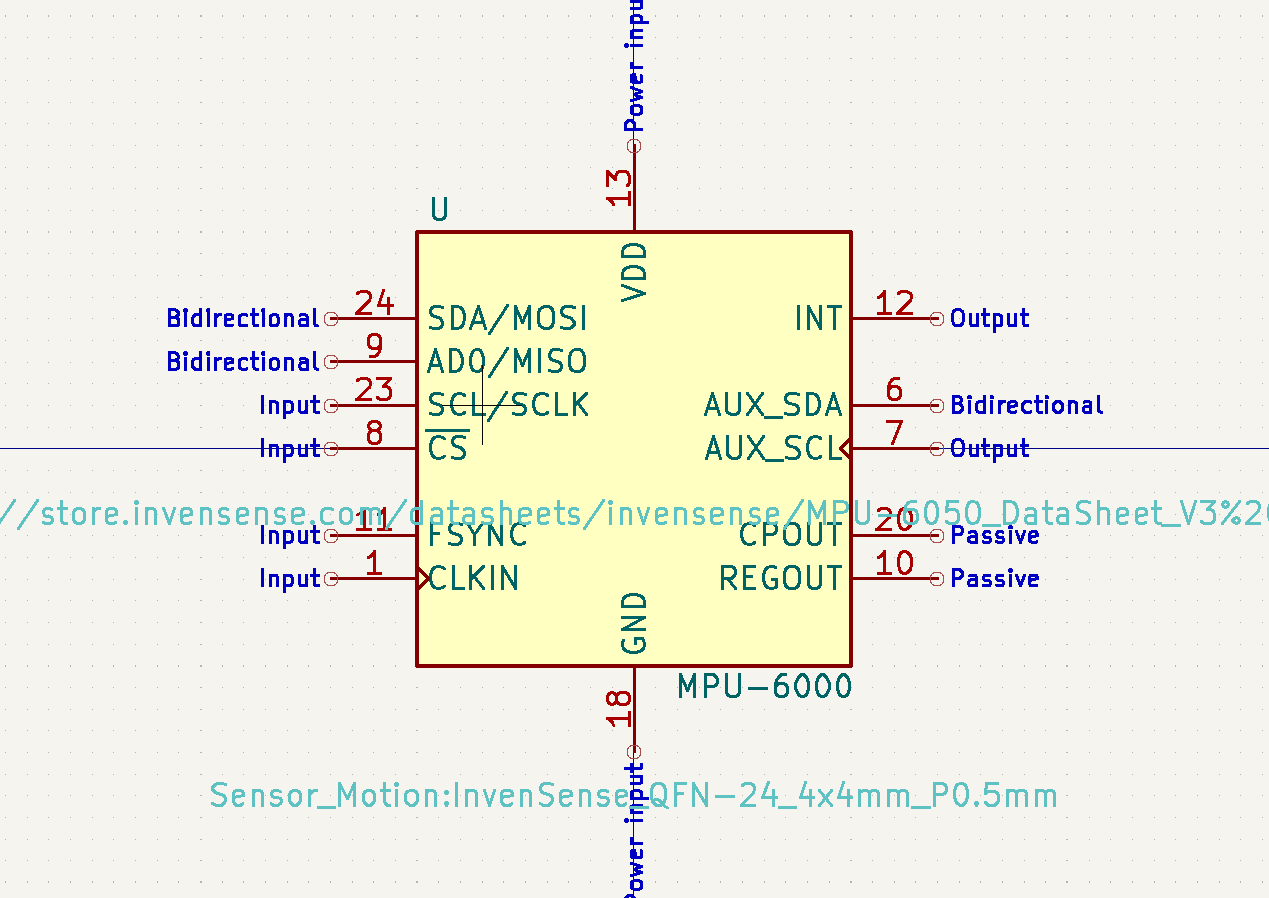 Power inpu
13
U
VDD
Bidirectional 24 SDA/MOSI INT 12 Output
Bidirectional 9 AD0/MISO
Input 23 SCL/SCLK AUX_SDA 6 Bidirectional
Input 8 CS AUX_SCL 7 Output
//store.invensense.com/datasheets/invensense/MPU-6050_DataSheet_V3%20
Input 11 FSYNC CPOUT 20 Passive
Input 1 CLKIN REGOUT 10 Passive
GND
MPU-6000
18
Sensor_Motion:InvenSense_QFN-24_4x4mm_P0.5mm
Power input